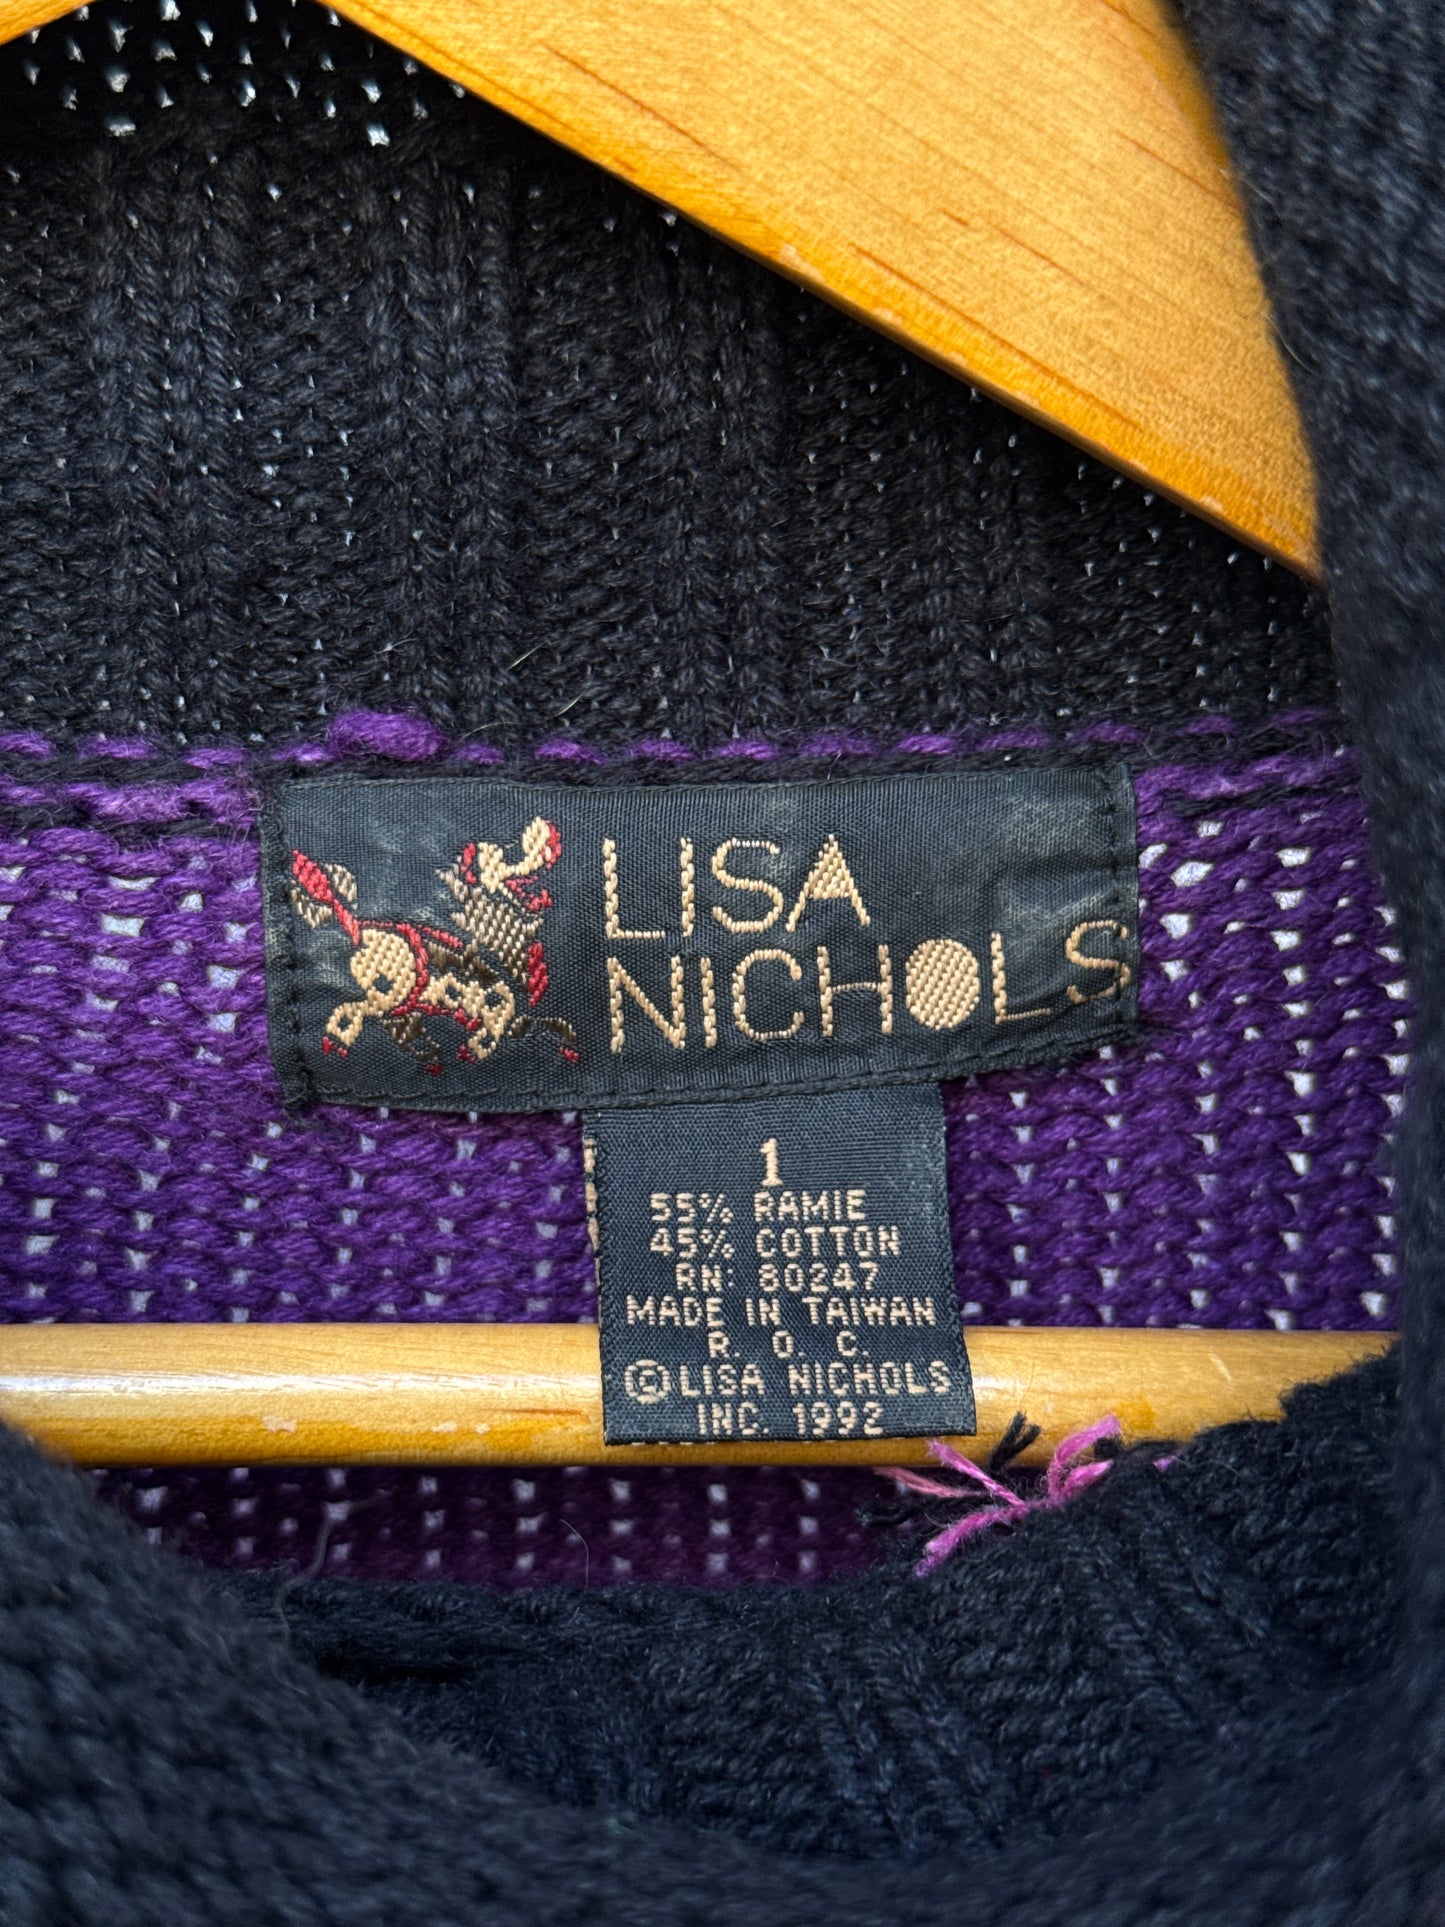 LISA
NICHOLS
1
55% RAMIE
45% COTTON
RN: 80247
MADE IN TAIWAN
R. O. C.
©LISA NICHOLS
INC. 1992